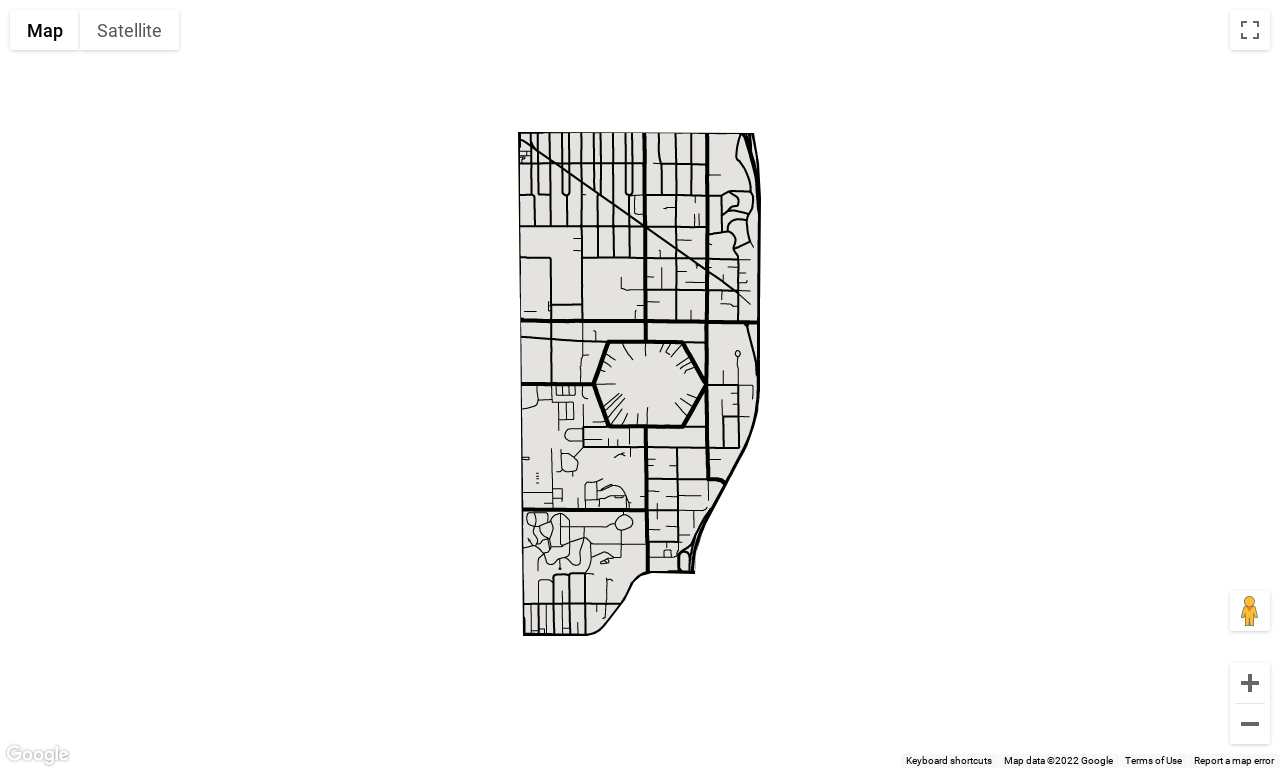 Map
Satellite
Google
Keyboard shortcuts
Map data ©2022 Google
Terms of Use
Report a map error